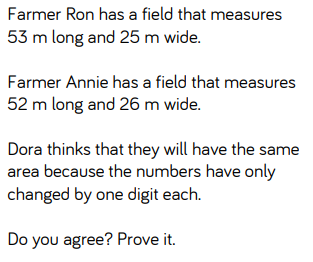 Farmer Ron has a field that measures
53 m long and 25 m wide.
Farmer Annie has a field that measures
52 m long and 26 m wide.
Dora thinks that they will have the same
area because the numbers have only
changed by one digit each.
Do you agree? Prove it.